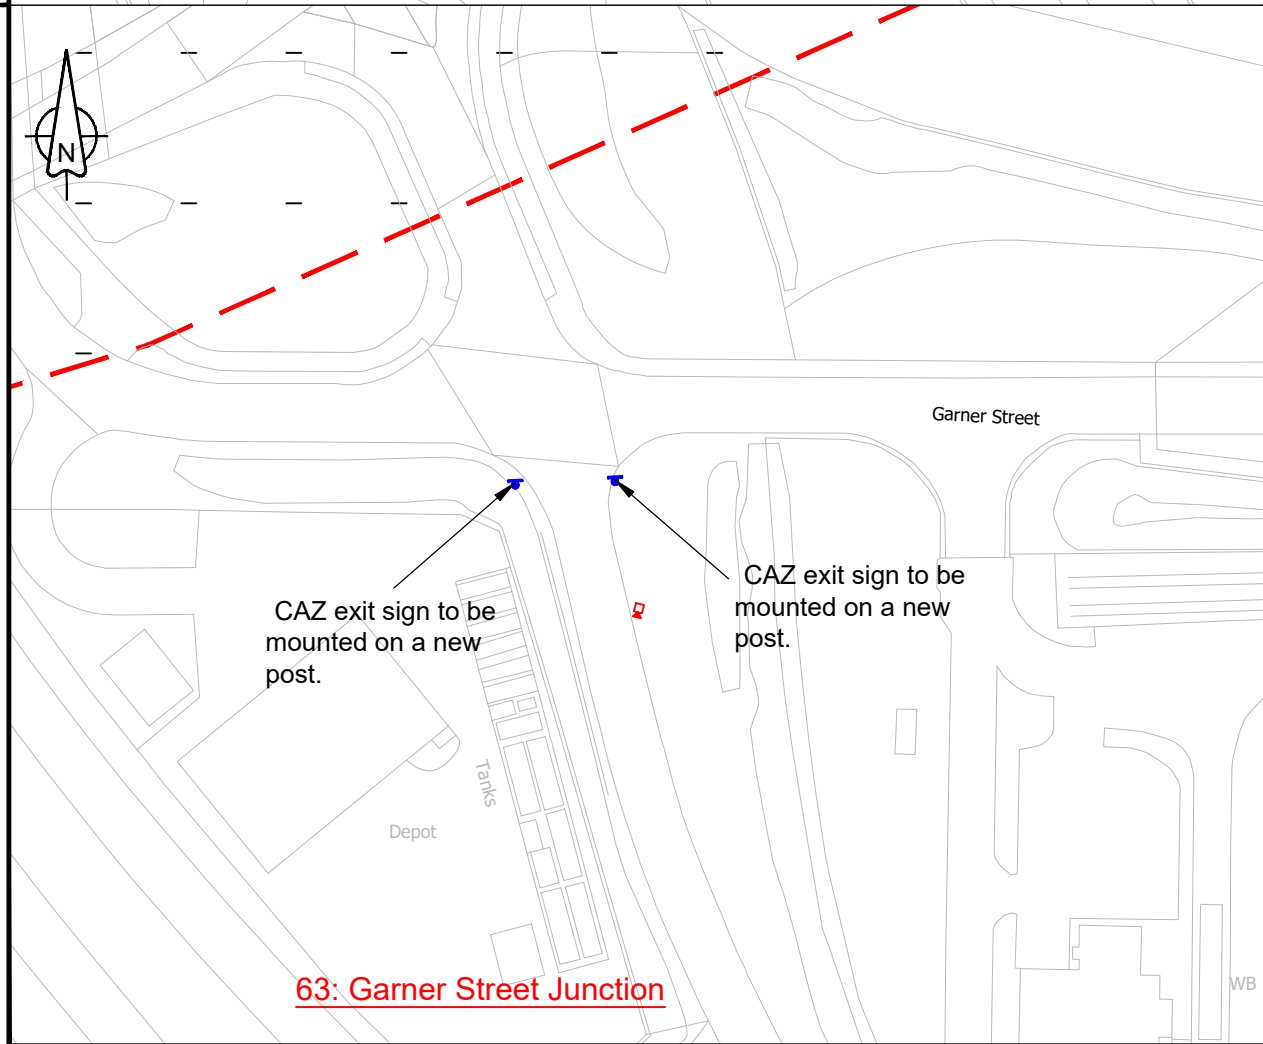 N
Garner Street
CAZ exit sign to be
mounted on a new
post.
CAZ exit sign to be
mounted on a new
post.
Tanks
Depot
WB
63: Garner Street Junction